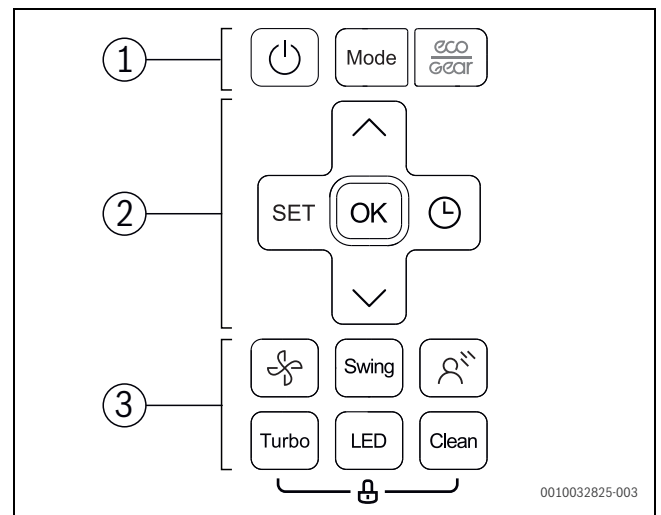 1
Mode
eco
Gear
2
SET
OK
3
Swing
Turbo
LED
Clean
0010032825-003